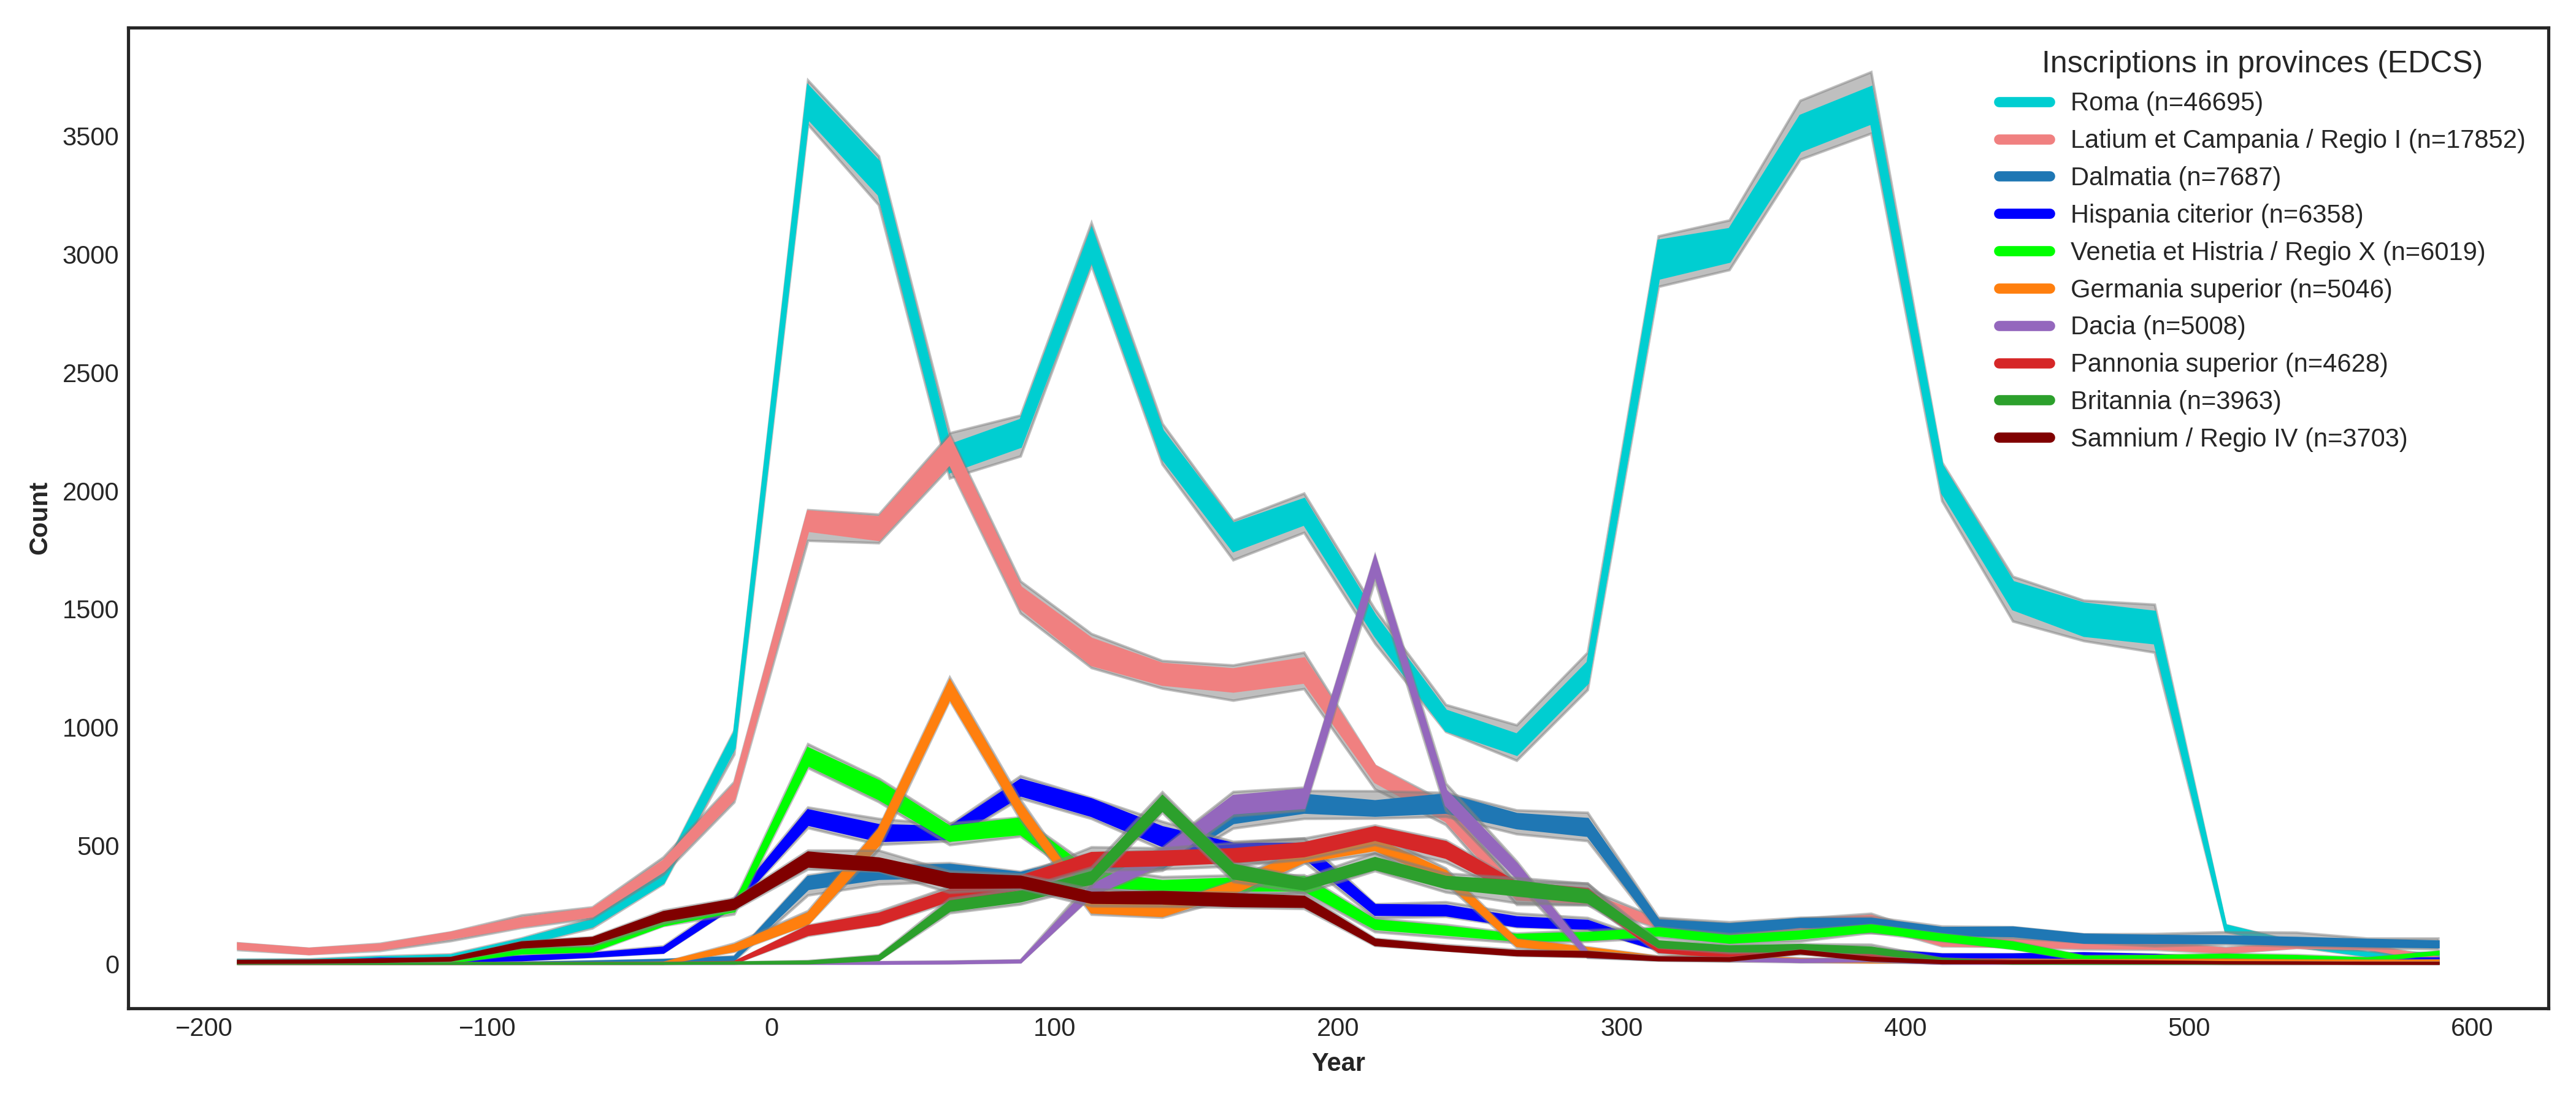 Inscriptions in provinces (EDCS)
Roma (n=46695)
Latium et Campania / Regio I (n=17852)
Dalmatia (n=7687)
Hispania citerior (n=6358)
Venetia et Histria / Regio X (n=6019)
Germania superior (n=5046)
Dacia (n=5008)
Pannonia superior (n=4628)
Britannia (n=3963)
Samnium / Regio IV (n=3703)
3500
3000
2500
2000
1500
1000
500
0
Count
−200 −100 0 100 200 300 400 500 600
Year